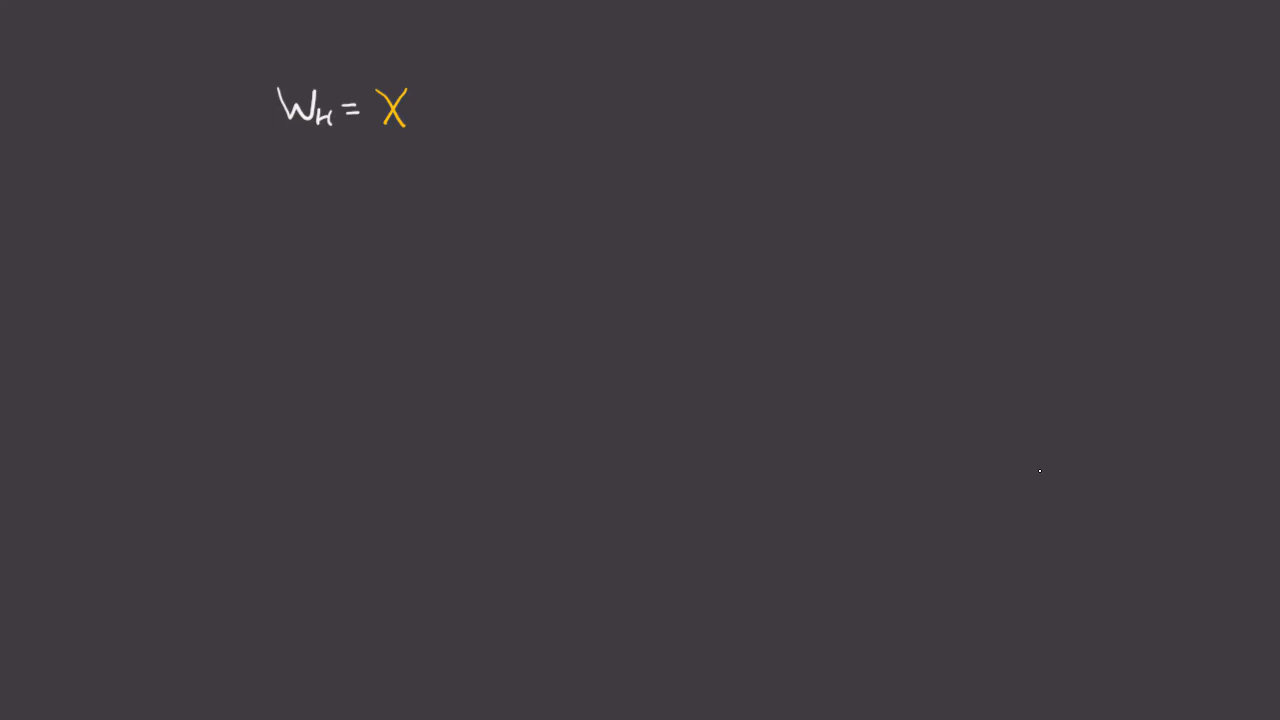 W_H = X